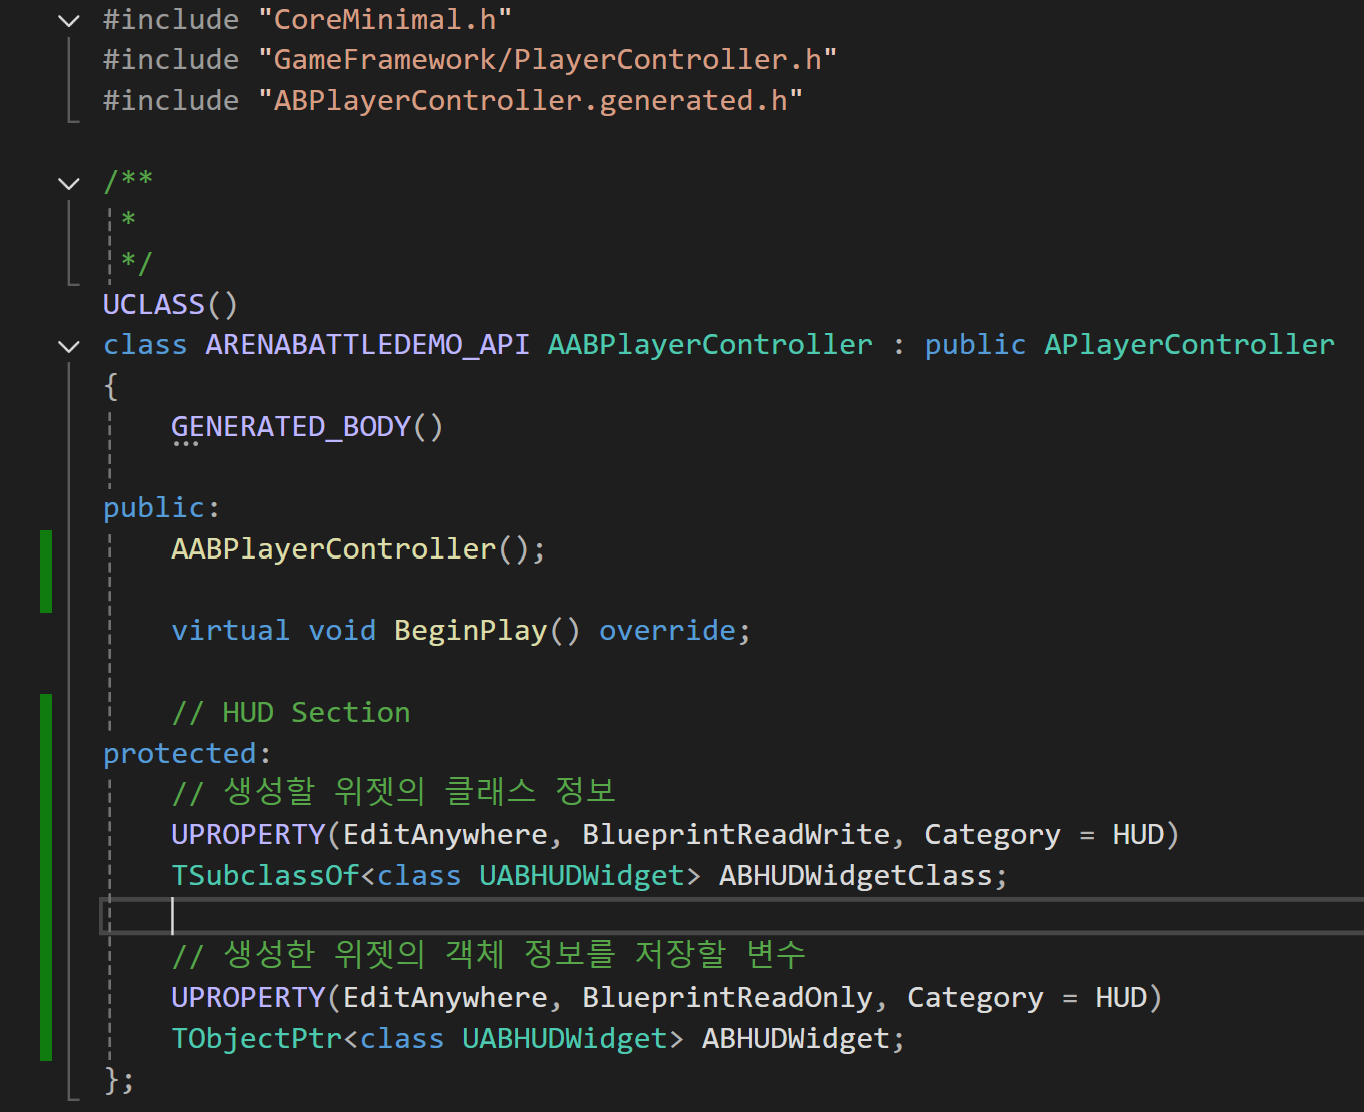 #include "CoreMinimal.h"
#include "GameFramework/PlayerController.h"
#include "ABPlayerController.generated.h"
/**
*
*/
UCLASS()
class ARENABATTLEDEMO_API AABPlayerController : public APlayerController
{
GENERATED_BODY()
public:
AABPlayerController();
virtual void BeginPlay() override;
// HUD Section
protected:
// 생성할 위젯의 클래스 정보
UPROPERTY(EditAnywhere, BlueprintReadWrite, Category = HUD)
TSubclassOf<class UABHUDWidget> ABHUDWidgetClass;
// 생성한 위젯의 객체 정보를 저장할 변수
UPROPERTY(EditAnywhere, BlueprintReadOnly, Category = HUD)
TObjectPtr<class UABHUDWidget> ABHUDWidget;
};